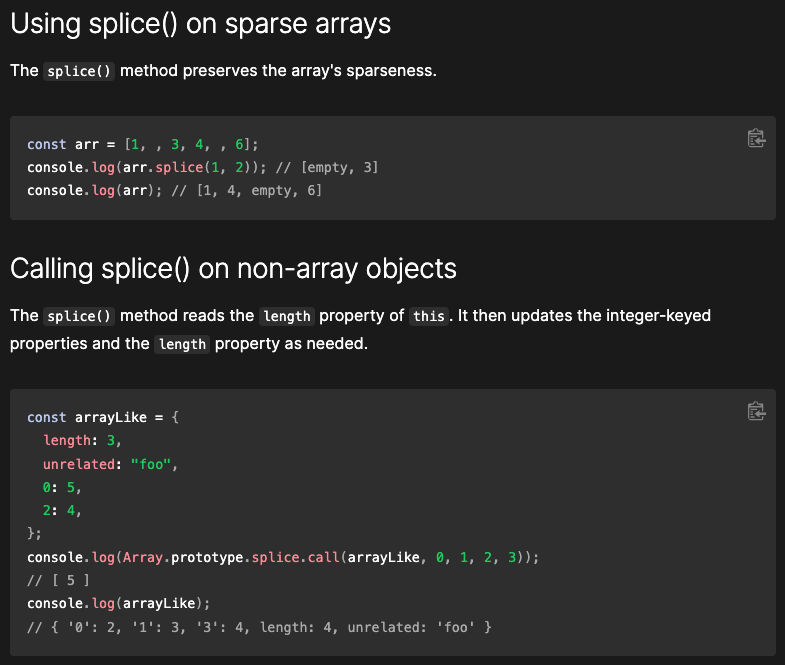 Using splice() on sparse arrays
The splice() method preserves the array's sparseness.
const arr = [1, , 3, 4, , 6];
console.log(arr.splice(1, 2)); // [empty, 3]
console.log(arr); // [1, 4, empty, 6]
Calling splice() on non-array objects
The splice() method reads the length property of this. It then updates the integer-keyed
properties and the length property as needed.
const arrayLike = {
  length: 3,
  unrelated: "foo",
  0: 5,
  2: 4,
};
console.log(Array.prototype.splice.call(arrayLike, 0, 1, 2, 3));
// [ 5 ]
console.log(arrayLike);
// { '0': 2, '1': 3, '3': 4, length: 4, unrelated: 'foo' }